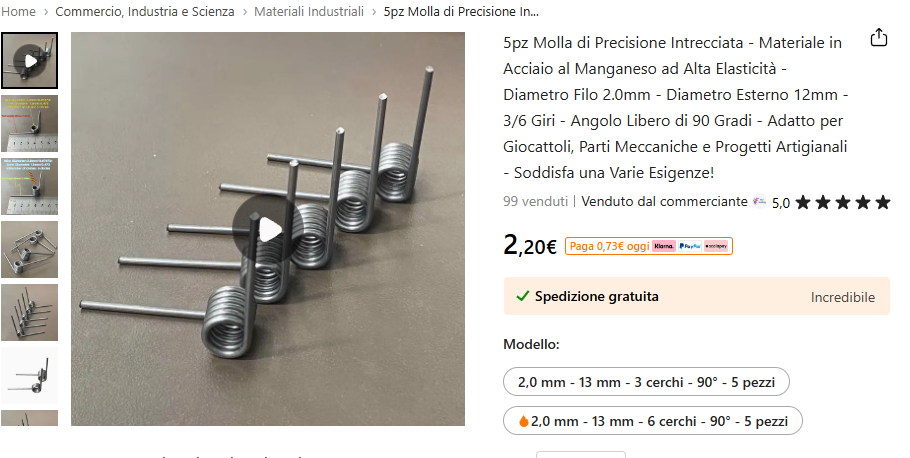 Home > Commercio, Industria e Scienza > Materiali Industriali > 5pz Molla di Precisione In...
5pz Molla di Precisione Intrecciata - Materiale in
Acciaio al Manganeso ad Alta Elasticità -
Diametro Filo 2.0mm - Diametro Esterno 12mm -
3/6 Giri - Angolo Libero di 90 Gradi - Adatto per
Giocattoli, Parti Meccaniche e Progetti Artigianali
- Soddisfa una Varie Esigenze!
99 venduti | Venduto dal commerciante 5,0
2,20€ Paga 0,73€ oggi Klarna. PayPal scalapay
Spedizione gratuita Incredibile
Modello:
2,0 mm - 13 mm - 3 cerchi - 90° - 5 pezzi
2,0 mm - 13 mm - 6 cerchi - 90° - 5 pezzi